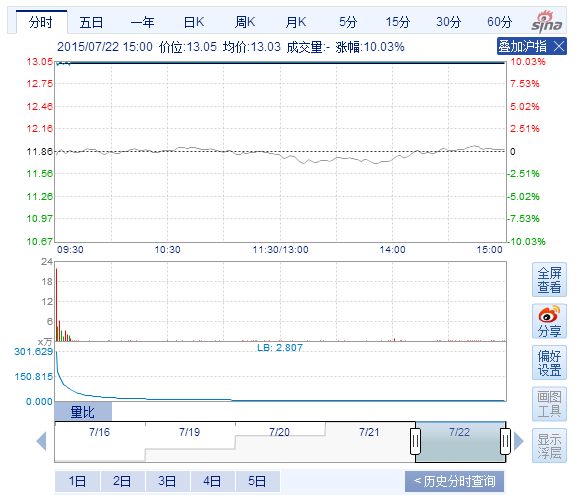 分时 五日 一年 日K 周K 月K 5分 15分 30分 60分 sina
2015/07/22 15:00 价位:13.05 均价:13.03 成交量:- 涨幅:10.03% 叠加沪指
13.05 10.03%
12.75 7.52%
12.46 5.02%
12.16 2.51%
11.86 0
11.56 -2.51%
11.26 -5.02%
10.97 -7.53%
10.67 -10.03%
09:30 10:30 11:30/13:00 14:00 15:00
24
18
12
6
x万
LB: 2.807
301.629
150.815
0.000
量比
7/16 7/19 7/20 7/21 7/22
1日 2日 3日 4日 5日 <历史分时查询
全屏
查看
分享
偏好
设置
画图
工具
显示
浮层